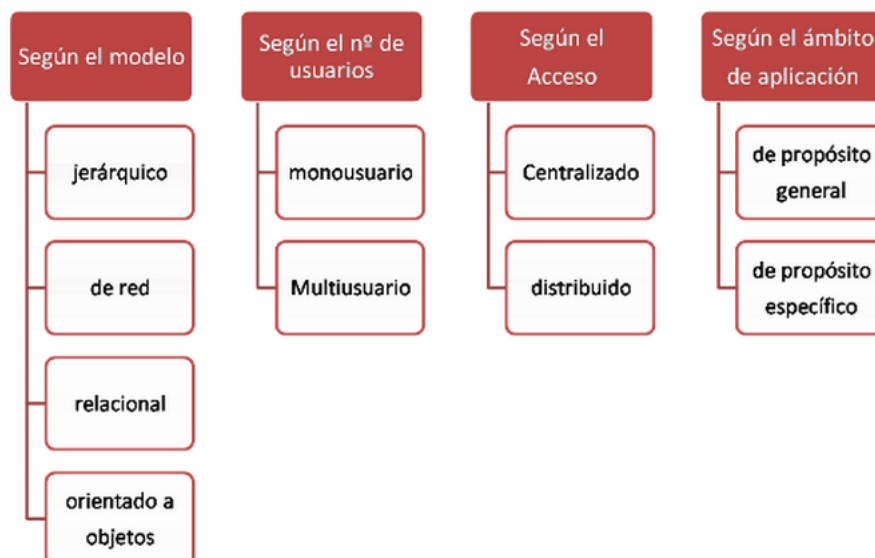 Según el modelo
jerárquico
de red
relacional
orientado a
objetos
Según el nº de
usuarios
monousuario
Multiusuario
Según el
Acceso
Centralizado
distribuido
Según el ámbito
de aplicación
de propósito
general
de propósito
específico